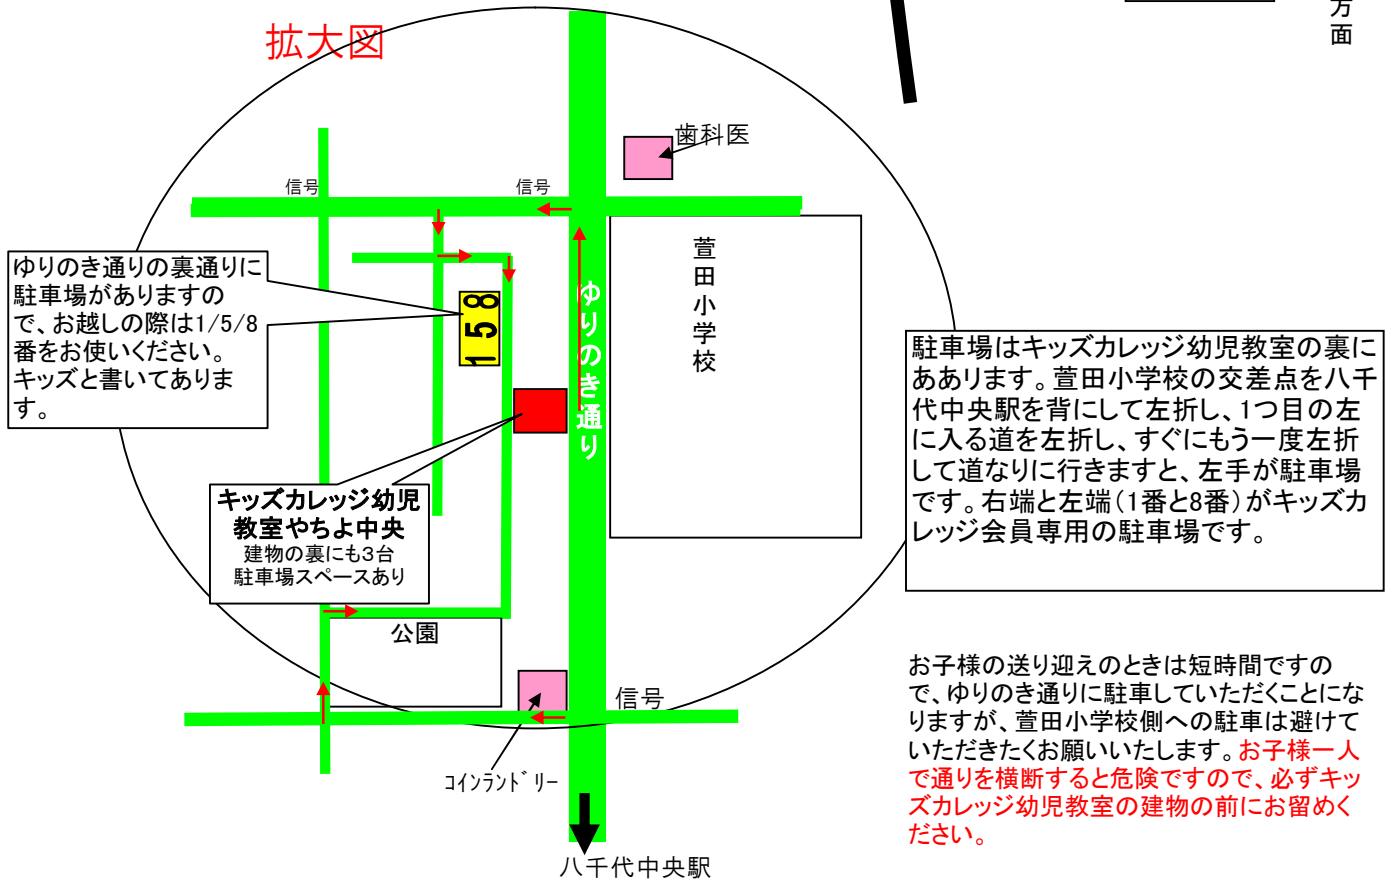 方面
拡大図
歯科医
信号
信号
萱田小学校
ゆりのき通り
ゆりのき通りの裏通りに
駐車場がありますの
で、お越しの際は1/5/8
番をお使いください。
キッズと書いてありま
す。
1 5 8
駐車場はキッズカレッジ幼児教室の裏に
ああります。萱田小学校の交差点を八千
代中央駅を背にして左折し、1つ目の左
に入る道を左折し、すぐにもう一度左折
して道なりに行きますと、左手が駐車場
です。右端と左端(1番と8番)がキッズカ
レッジ会員専用の駐車場です。
キッズカレッジ幼児
教室やちよ中央
建物の裏にも3台
駐車場スペースあり
公園
信号
コインランドリー
八千代中央駅
お子様の送り迎えのときは短時間ですの
で、ゆりのき通りに駐車していただくことにな
りますが、萱田小学校側への駐車は避けて
いただきたくお願いいたします。お子様一人
で通りを横断すると危険ですので、必ずキッ
ズカレッジ幼児教室の建物の前にお留めく
ださい。